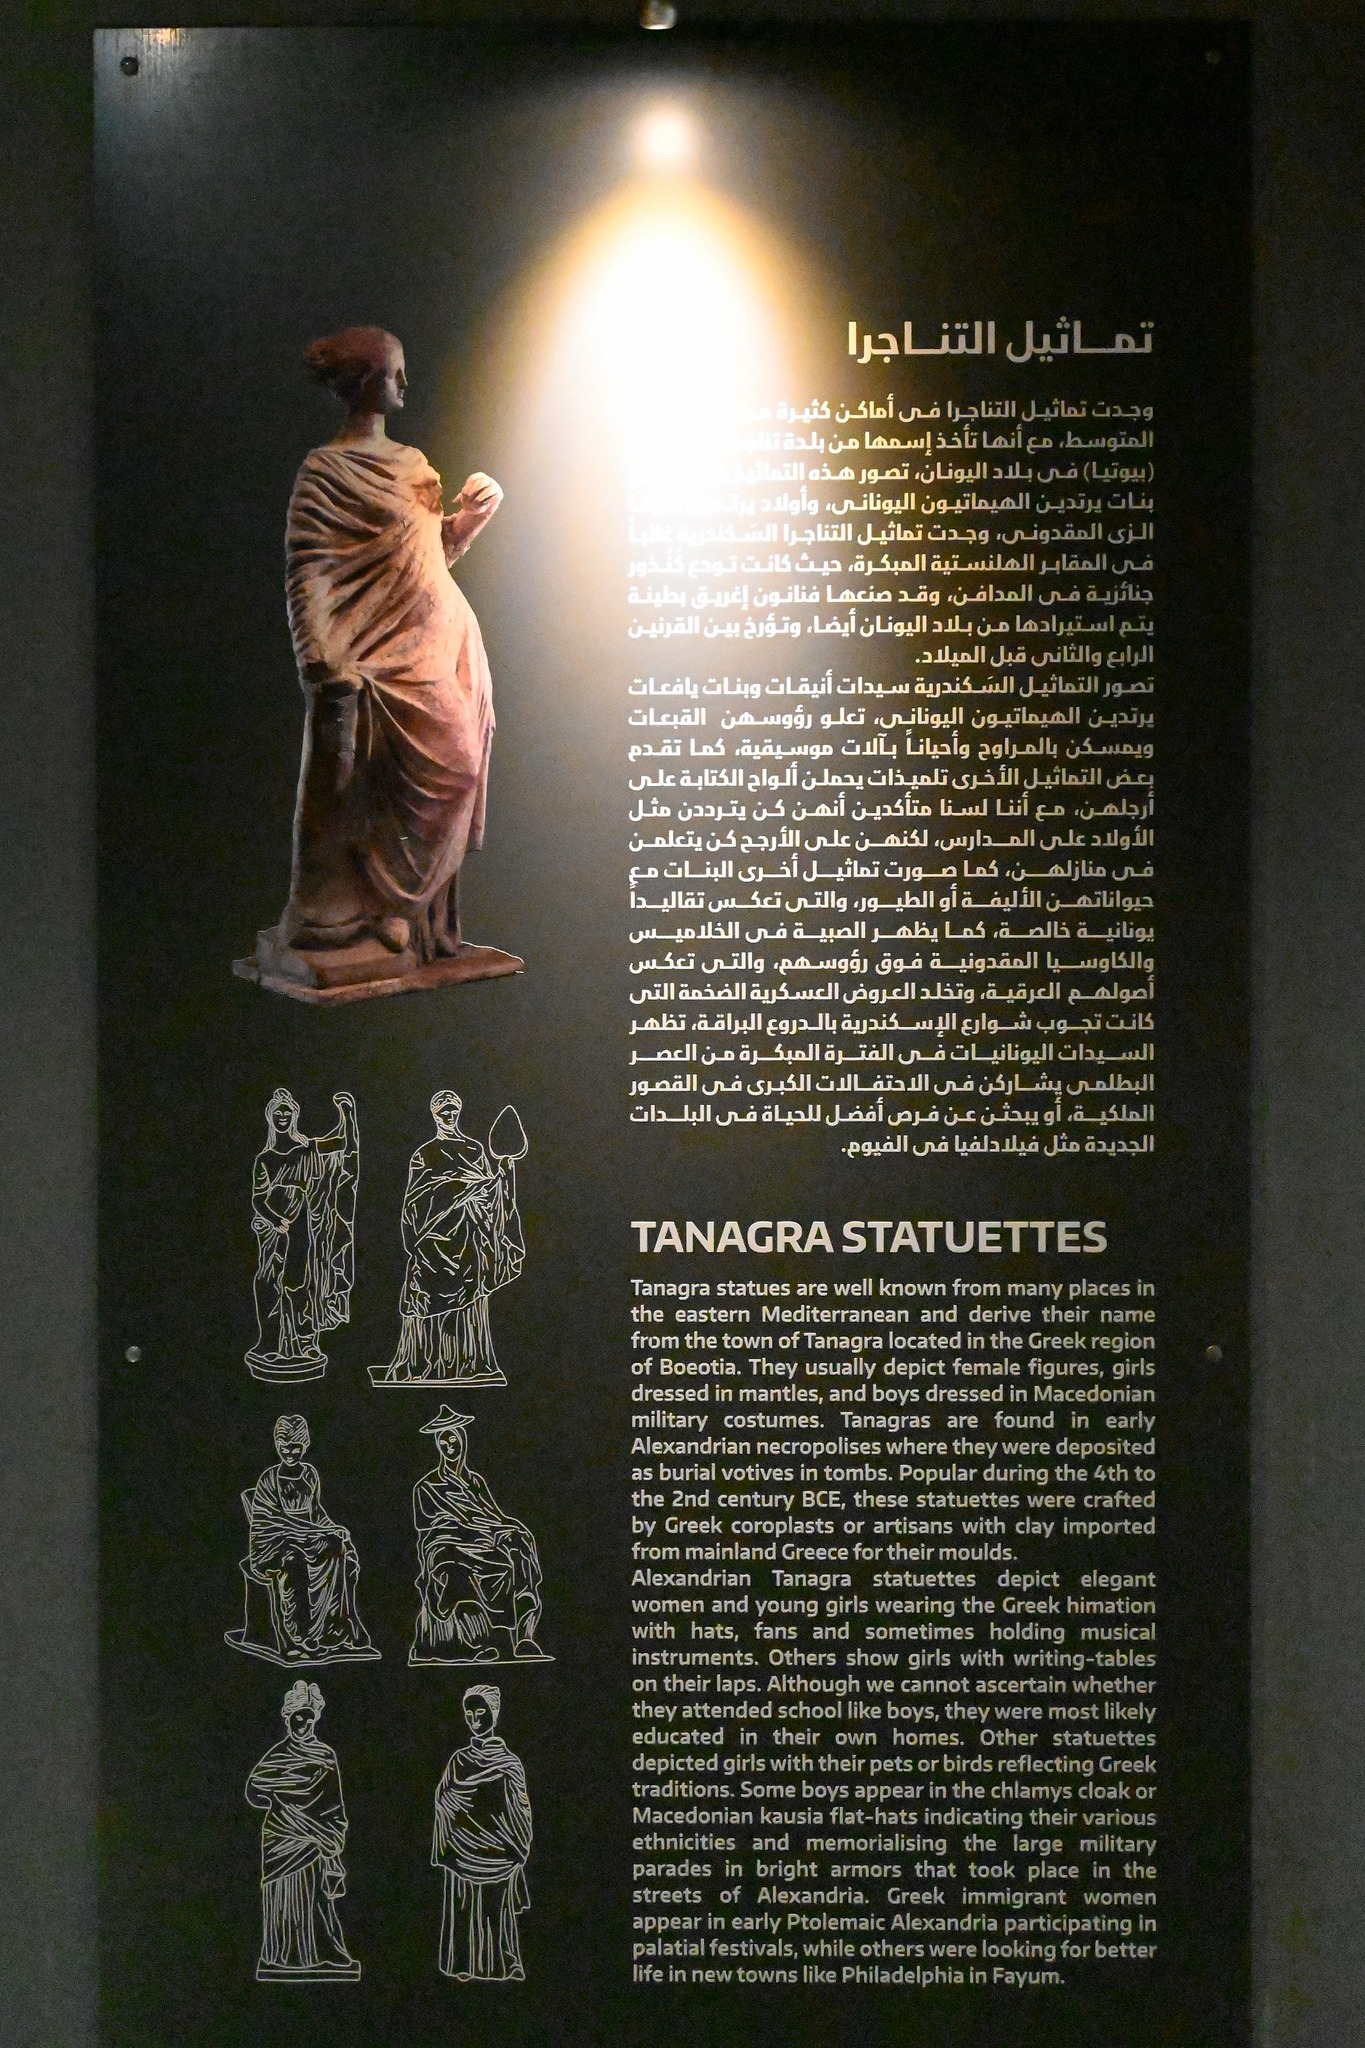 تماثيل التناجرا
وجدت تماثيل التناجرا فى أماكن كثيرة
المتوسط، مع أنها تأخذ إسمها من بلدة
(بيوتيا) فى بلاد اليونان، تصور هذه التماثيل
بنات يرتدين الهيماتيون اليونانى، وأولاد يرتدون
الزى المقدونى، وجدت تماثيل التناجرا السَكندرية غالباً
فى المقابر الهلنستية المبكرة، حيث كانت تودع كَنُذور
جنائزية فى المدافن، وقد صنعها فنانون إغريق بطينة
يتم استيرادها من بلاد اليونان أيضا، وتؤرخ بين القرنين
الرابع والثانى قبل الميلاد.
تصور التماثيل السَكندرية سيدات أنيقات وبنات يافعات
يرتدين الهيماتيون اليونانى، تعلو رؤوسهن القبعات
ويمسكن بالمراوح وأحياناً بآلات موسيقية، كما تقدم
بعض التماثيل الأخرى تلميذات يحملن ألواح الكتابة على
أرجلهن، مع أننا لسنا متأكدين أنهن كن يترددن مثل
الأولاد على المدارس، لكنهن على الأرجح كن يتعلمن
فى منازلهن، كما صورت تماثيل أخرى البنات مع
حيواناتهن الأليفة أو الطيور، والتى تعكس تقاليداً
يونانية خالصة، كما يظهر الصبية فى الخلاميس
والكاوسيا المقدونية فوق رؤوسهم، والتى تعكس
أصولهم العرقية، وتخلد العروض العسكرية الضخمة التى
كانت تجوب شوارع الإسكندرية بالدروع البراقة، تظهر
السيدات اليونانيات فى الفترة المبكرة من العصر
البطلمى يشاركن فى الاحتفالات الكبرى فى القصور
الملكية، أو يبحثن عن فرص أفضل للحياة فى البلدات
الجديدة مثل فيلادلفيا فى الفيوم.
TANAGRA STATUETTES
Tanagra statues are well known from many places in
the eastern Mediterranean and derive their name
from the town of Tanagra located in the Greek region
of Boeotia. They usually depict female figures, girls
dressed in mantles, and boys dressed in Macedonian
military costumes. Tanagras are found in early
Alexandrian necropolises where they were deposited
as burial votives in tombs. Popular during the 4th to
the 2nd century BCE, these statuettes were crafted
by Greek coroplasts or artisans with clay imported
from mainland Greece for their moulds.
Alexandrian Tanagra statuettes depict elegant
women and young girls wearing the Greek himation
with hats, fans and sometimes holding musical
instruments. Others show girls with writing-tables
on their laps. Although we cannot ascertain whether
they attended school like boys, they were most likely
educated in their own homes. Other statuettes
depicted girls with their pets or birds reflecting Greek
traditions. Some boys appear in the chlamys cloak or
Macedonian kausia flat-hats indicating their various
ethnicities and memorialising the large military
parades in bright armors that took place in the
streets of Alexandria. Greek immigrant women
appear in early Ptolemaic Alexandria participating in
palatial festivals, while others were looking for better
life in new towns like Philadelphia in Fayum.